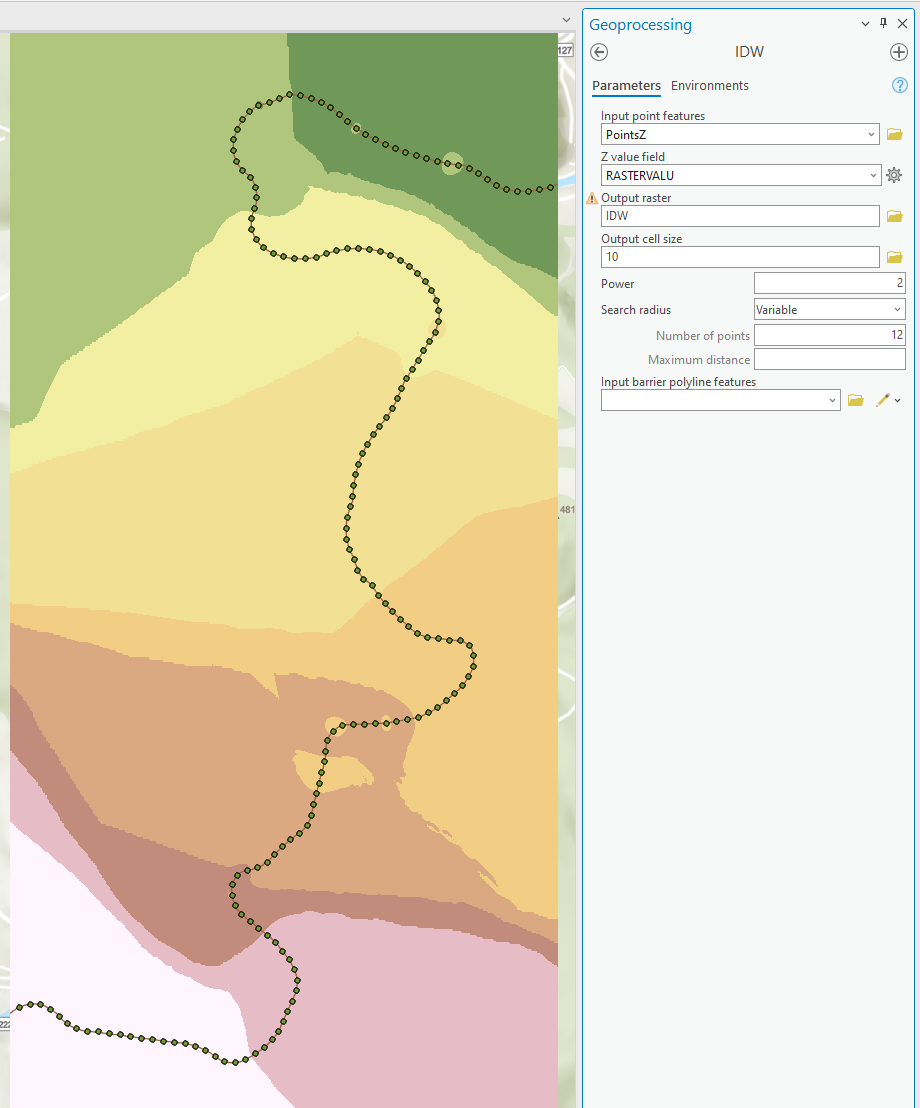 Geoprocessing
IDW
Parameters Environments
Input point features
PointsZ
Z value field
RASTERVALU
Output raster
IDW
Output cell size
10
Power 2
Search radius Variable
Number of points 12
Maximum distance
Input barrier polyline features
127
481
222